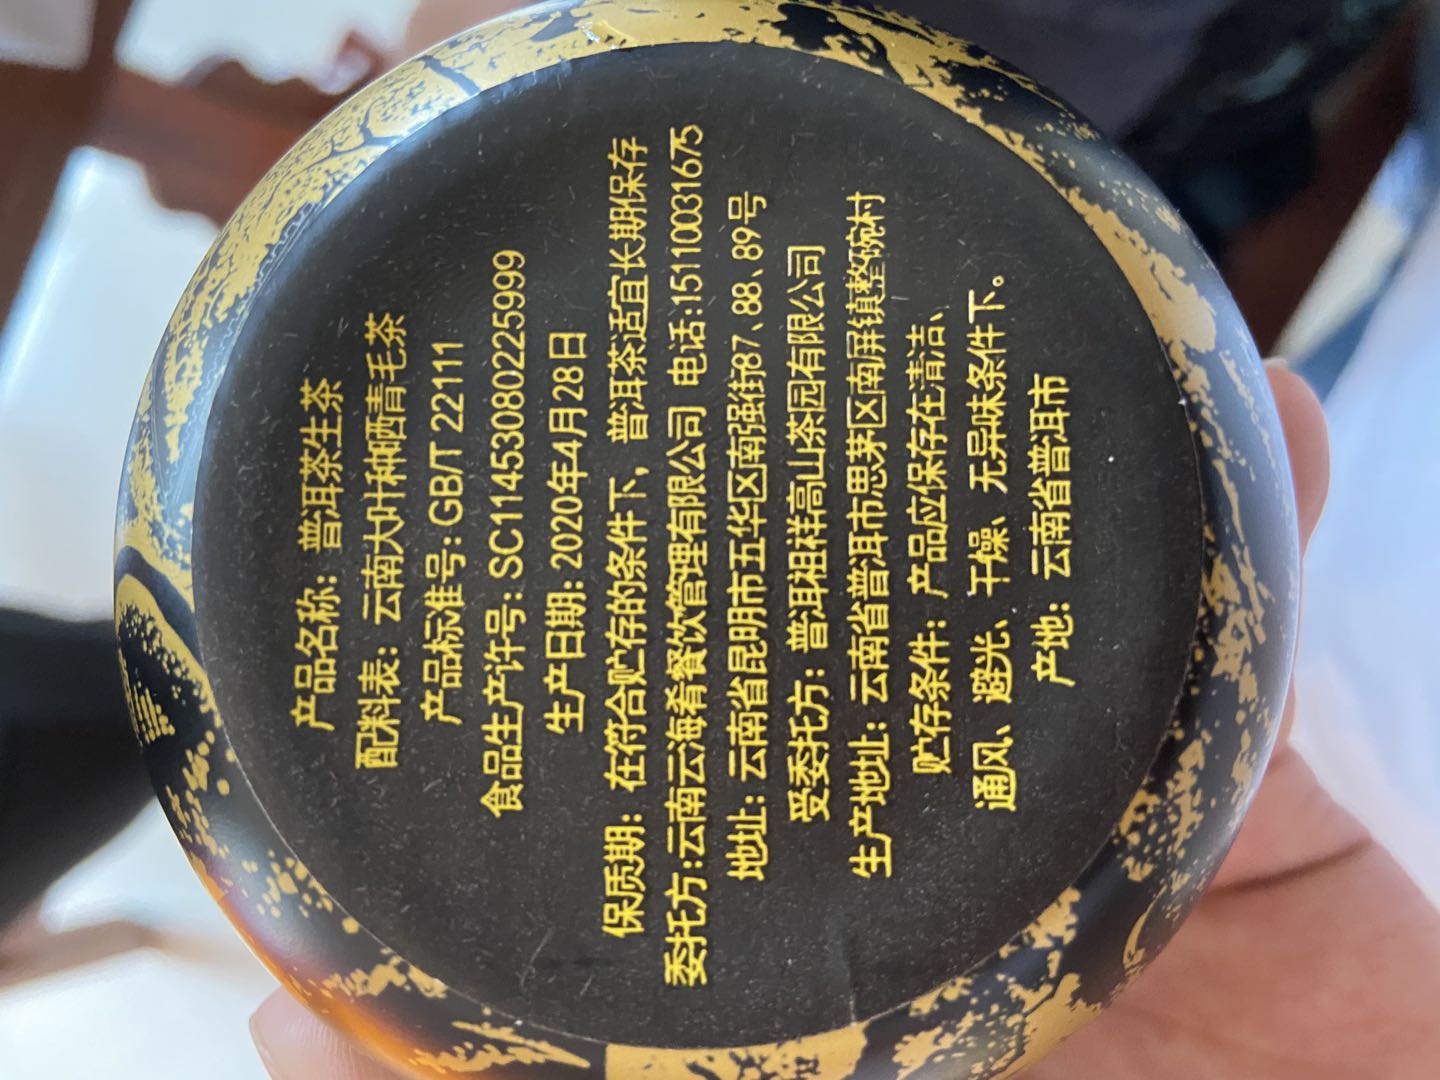 产品名称：普洱茶生茶
配料表：云南大叶种晒青毛茶
产品标准号：GB/T 22111
食品生产许号：SC11453080225999
生产日期：2020年4月28日
保质期：在符合贮存的条件下，普洱茶适宜长期保存
委托方：云南云海肴餐饮管理有限公司 电话：15110031675
地址：云南省昆明市五华区南强街87、88、89号
受委托方：普洱祖祥高山茶园有限公司
生产地址：云南省普洱市思茅区南屏镇整碗村
贮存条件：产品应保存在清洁、
通风、避光、干燥、无异味条件下。
产地：云南省普洱市